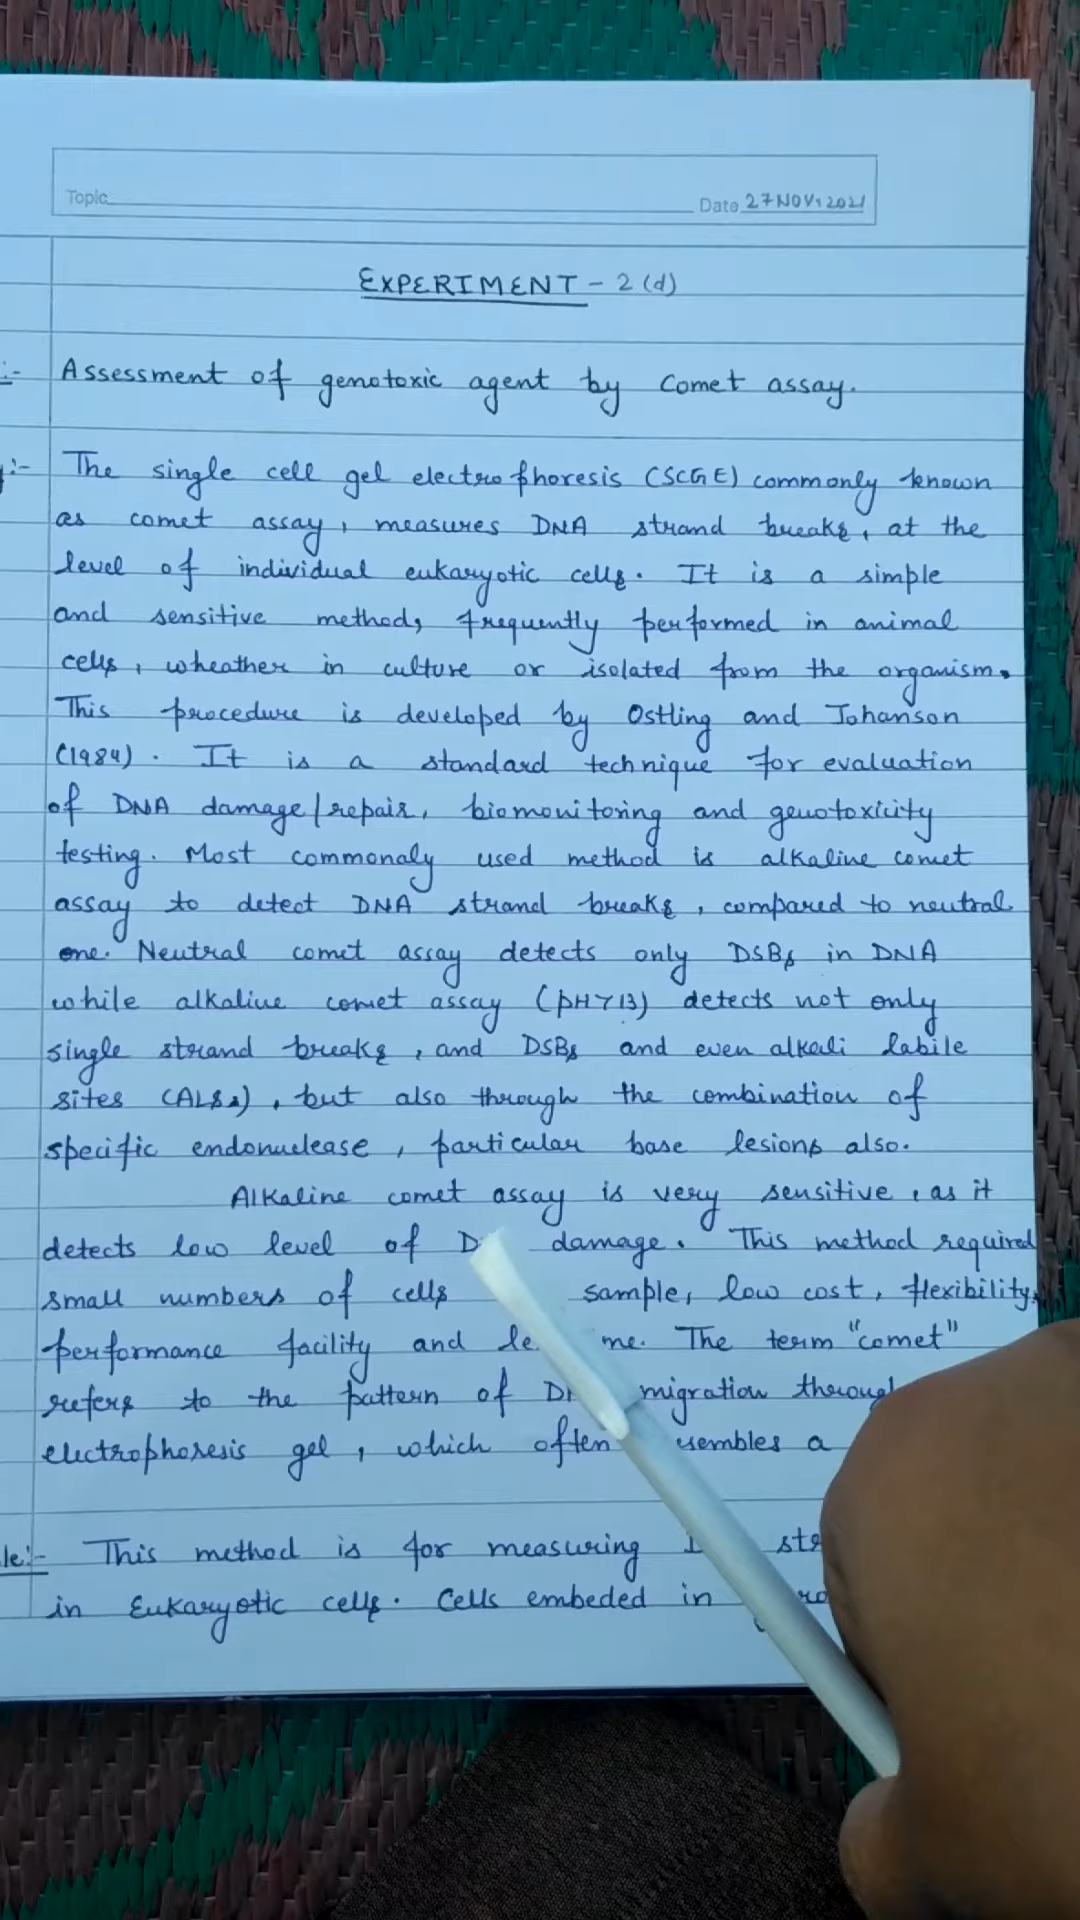 Topic
Date 27 NOV, 2021
EXPERIMENT - 2 (d)
:- Assessment of genotoxic agent by Comet assay.
:- The single cell gel electrophoresis (SCGE) commonly known
as comet assay, measures DNA strand breaks, at the
level of individual eukaryotic cells. It is a simple
and sensitive method, frequently performed in animal
cells, wheather in culture or isolated from the organism.
This procedure is developed by Ostling and Johanson
(1984). It is a standard technique for evaluation
of DNA damage/repair, biomonitoring and genotoxicity
testing. Most commonaly used method is alkaline comet
assay to detect DNA strand breaks, compared to neutral
one. Neutral comet assay detects only DSBs in DNA
while alkaline comet assay (pH>13) detects not only
single strand breaks, and DSBs and even alkali labile
sites (ALSs), but also through the combination of
specific endonuclease, particular base lesions also.
Alkaline comet assay is very sensitive, as it
detects low level of damage. This method required
small numbers of cells sample, low cost, flexibility,
performance facility and The term "comet"
refers to the pattern of migration
electrophoresis gel, which often a
le:- This method is for measuring
in Eukaryotic cells. Cells embeded in